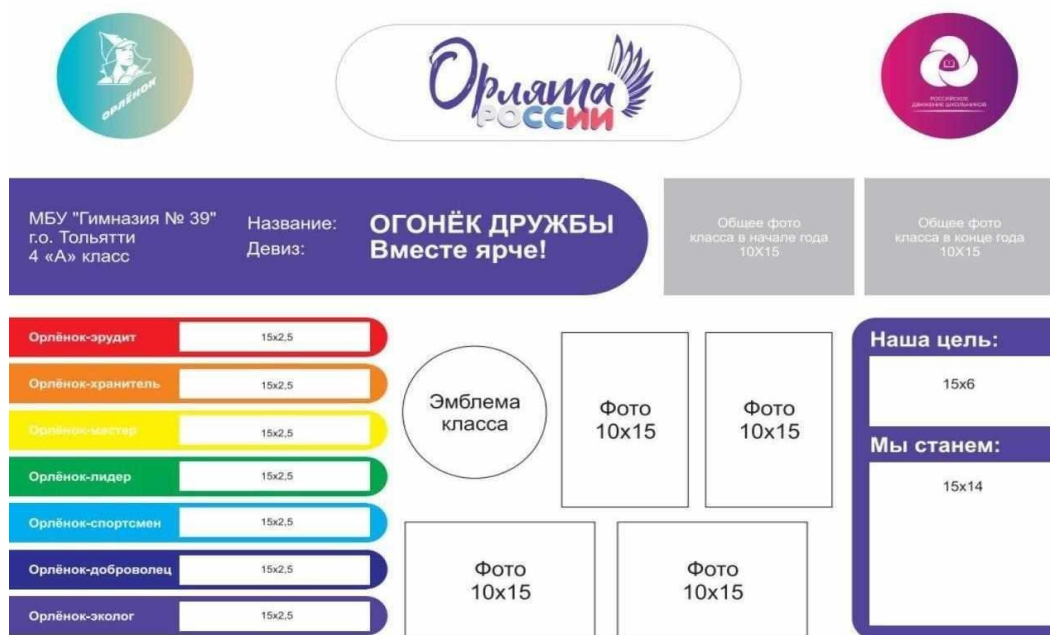 ОРЛЁНОК
Орлята
РОССИИ
РОССИЙСКОЕ
ДВИЖЕНИЕ ШКОЛЬНИКОВ
МБУ "Гимназия № 39"
г.о. Тольятти
4 «А» класс
Название:
Девиз:
ОГОНЁК ДРУЖБЫ
Вместе ярче!
Общее фото
класса в начале года
10Х15
Общее фото
класса в конце года
10Х15
Орлёнок-эрудит
15х2,5
Орлёнок-хранитель
15х2,5
Орлёнок-мастер
15х2,5
Орлёнок-лидер
15х2,5
Орлёнок-спортсмен
15х2,5
Орлёнок-доброволец
15х2,5
Орлёнок-эколог
15х2,5
Эмблема
класса
Фото
10х15
Фото
10х15
Фото
10х15
Фото
10х15
Наша цель:
15х6
Мы станем:
15х14